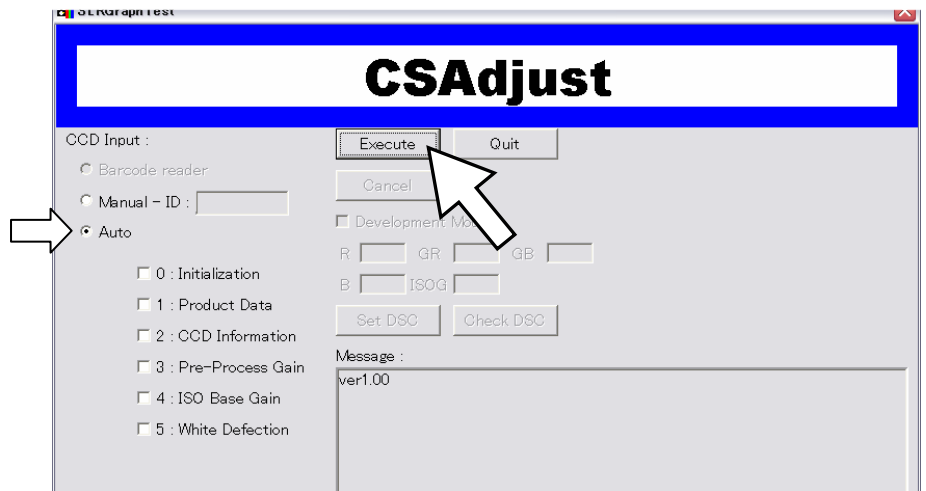 SLRGraphTest
CSAdjust
CCD Input :
Execute
Quit
Barcode reader
Cancel
Manual - ID :
Development Mo
Auto
R
GR
GB
0 : Initialization
B
ISOG
1 : Product Data
Set DSC
Check DSC
2 : CCD Information
Message :
3 : Pre-Process Gain
ver1.00
4 : ISO Base Gain
5 : White Defection